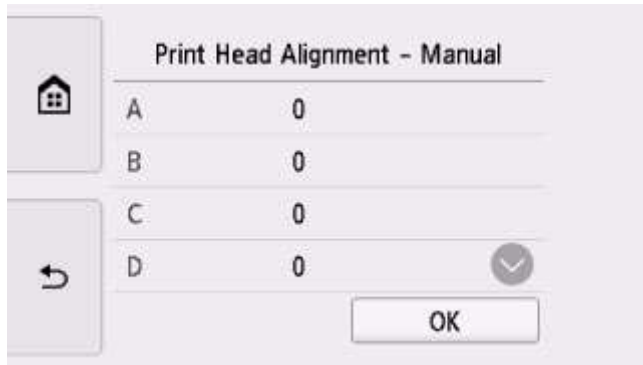 Print Head Alignment - Manual
A 0
B 0
C 0
D 0
OK